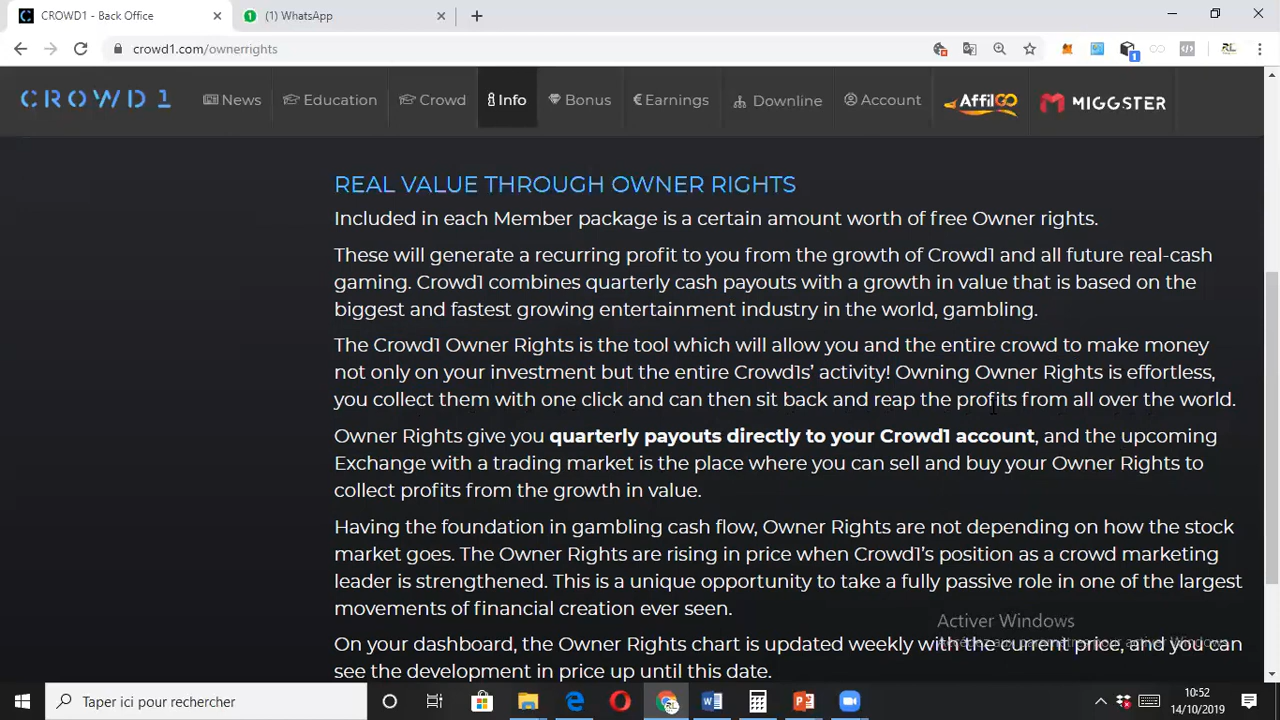 CROWD1 - Back Office
(1) WhatsApp
crowd1.com/ownerrights
CROWD1
News
Education
Crowd
Info
Bonus
Earnings
Downline
Account
AffilGO
MIGGSTER
REAL VALUE THROUGH OWNER RIGHTS
Included in each Member package is a certain amount worth of free Owner rights.
These will generate a recurring profit to you from the growth of Crowd1 and all future real-cash
gaming. Crowd1 combines quarterly cash payouts with a growth in value that is based on the
biggest and fastest growing entertainment industry in the world, gambling.
The Crowd1 Owner Rights is the tool which will allow you and the entire crowd to make money
not only on your investment but the entire Crowd1s’ activity! Owning Owner Rights is effortless,
you collect them with one click and can then sit back and reap the profits from all over the world.
Owner Rights give you quarterly payouts directly to your Crowd1 account, and the upcoming
Exchange with a trading market is the place where you can sell and buy your Owner Rights to
collect profits from the growth in value.
Having the foundation in gambling cash flow, Owner Rights are not depending on how the stock
market goes. The Owner Rights are rising in price when Crowd1’s position as a crowd marketing
leader is strengthened. This is a unique opportunity to take a fully passive role in one of the largest
movements of financial creation ever seen.
Activer Windows
On your dashboard, the Owner Rights chart is updated weekly with the current price, and you can
see the development in price up until this date.
Taper ici pour rechercher
10:52
14/10/2019